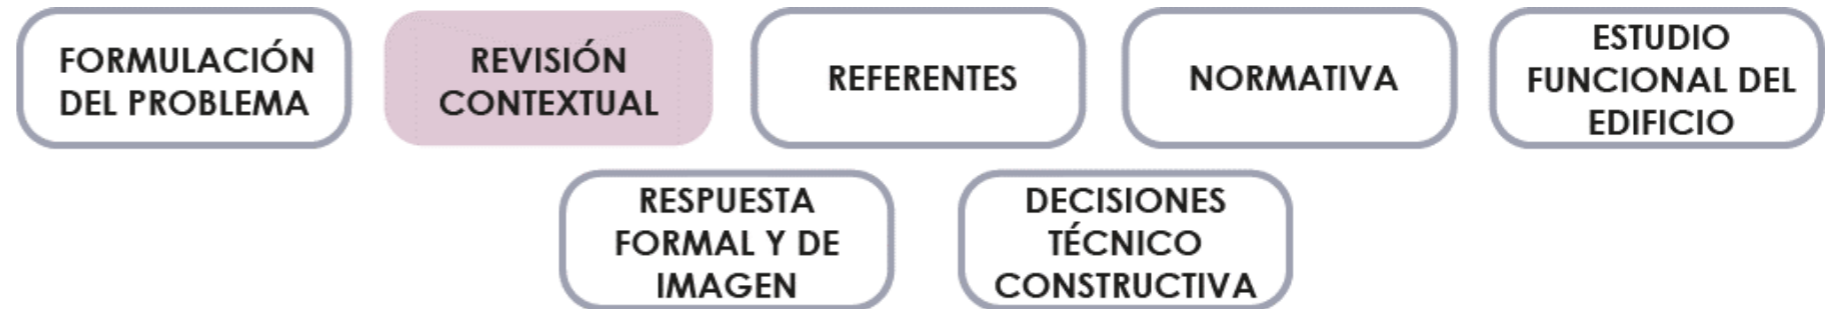 FORMULACIÓN
DEL PROBLEMA
REVISIÓN
CONTEXTUAL
REFERENTES
NORMATIVA
ESTUDIO
FUNCIONAL DEL
EDIFICIO
RESPUESTA
FORMAL Y DE
IMAGEN
DECISIONES
TÉCNICO
CONSTRUCTIVA